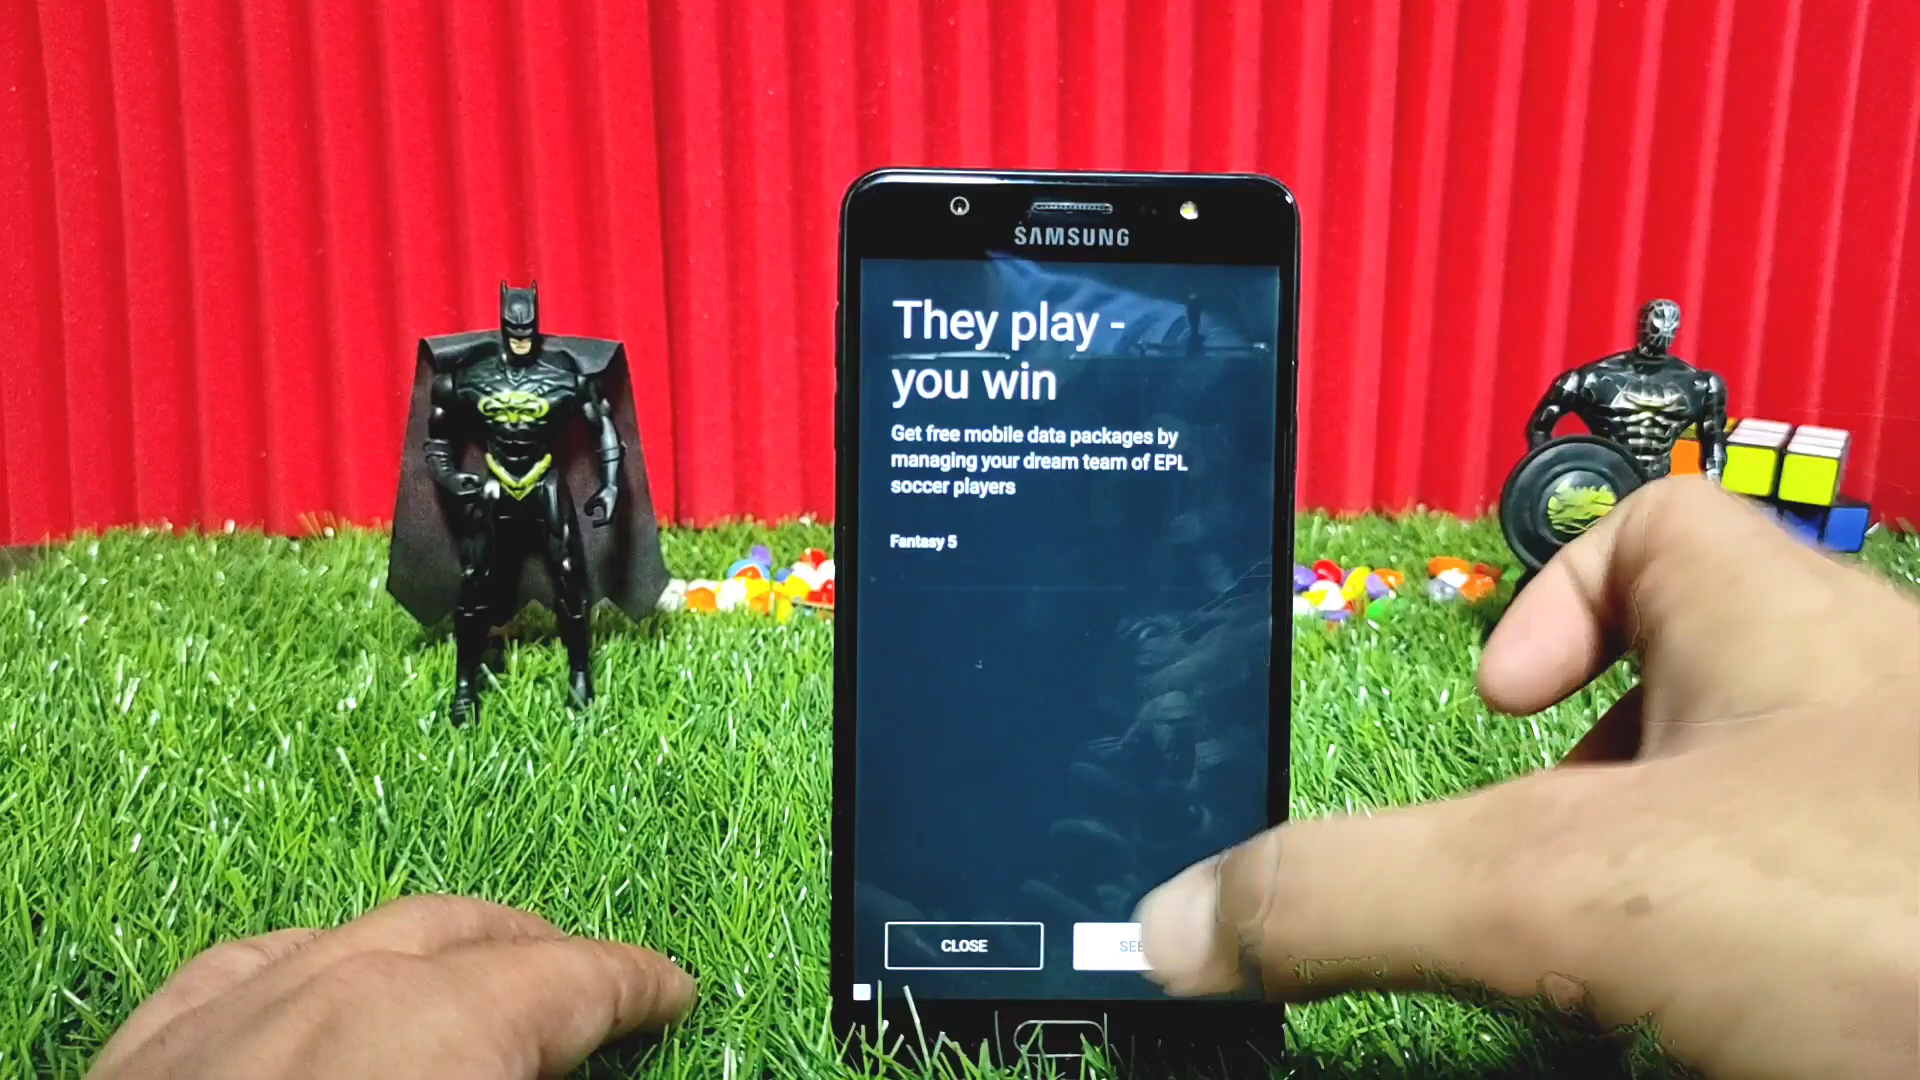 SAMSUNG
They play -
you win
Get free mobile data packages by
managing your dream team of EPL
soccer players
Fantasy 5
CLOSE